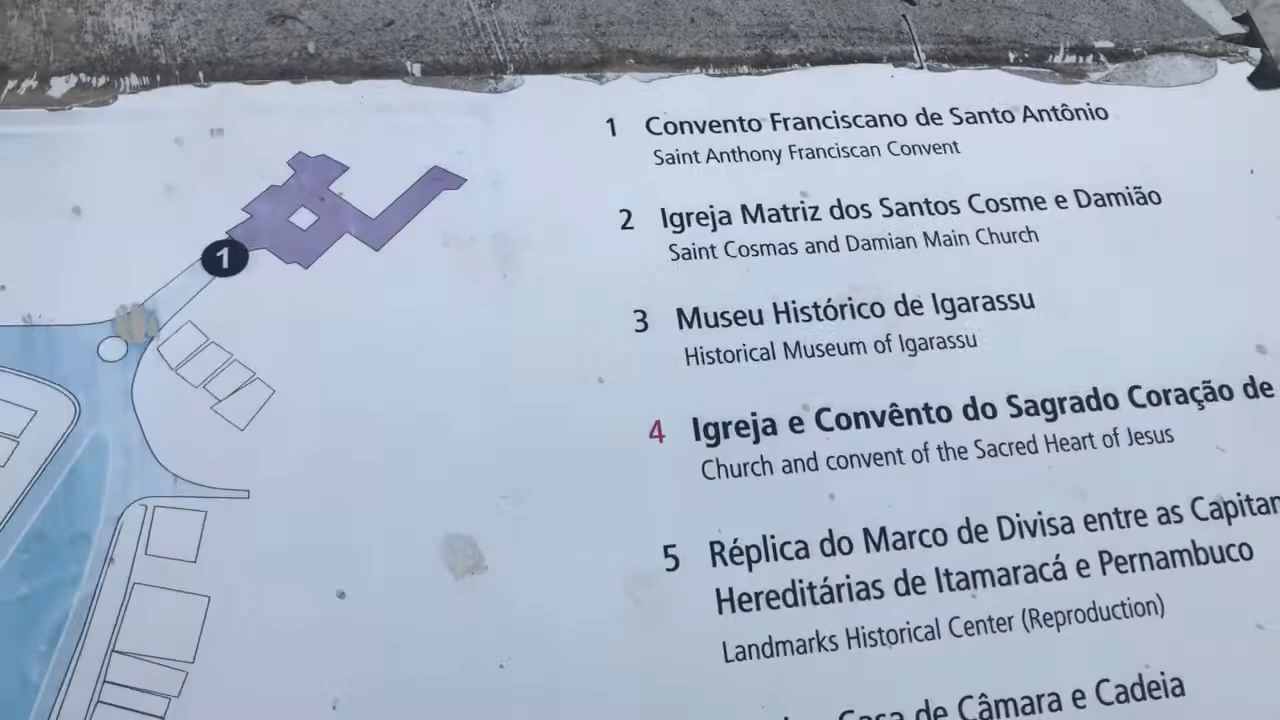 1
1 Convento Franciscano de Santo Antônio
Saint Anthony Franciscan Convent
2 Igreja Matriz dos Santos Cosme e Damião
Saint Cosmas and Damian Main Church
3 Museu Histórico de Igarassu
Historical Museum of Igarassu
4 Igreja e Convênto do Sagrado Coração de
Church and convent of the Sacred Heart of Jesus
5 Réplica do Marco de Divisa entre as Capitan
Hereditárias de Itamaracá e Pernambuco
Landmarks Historical Center (Reproduction)
Casa de Câmara e Cadeia